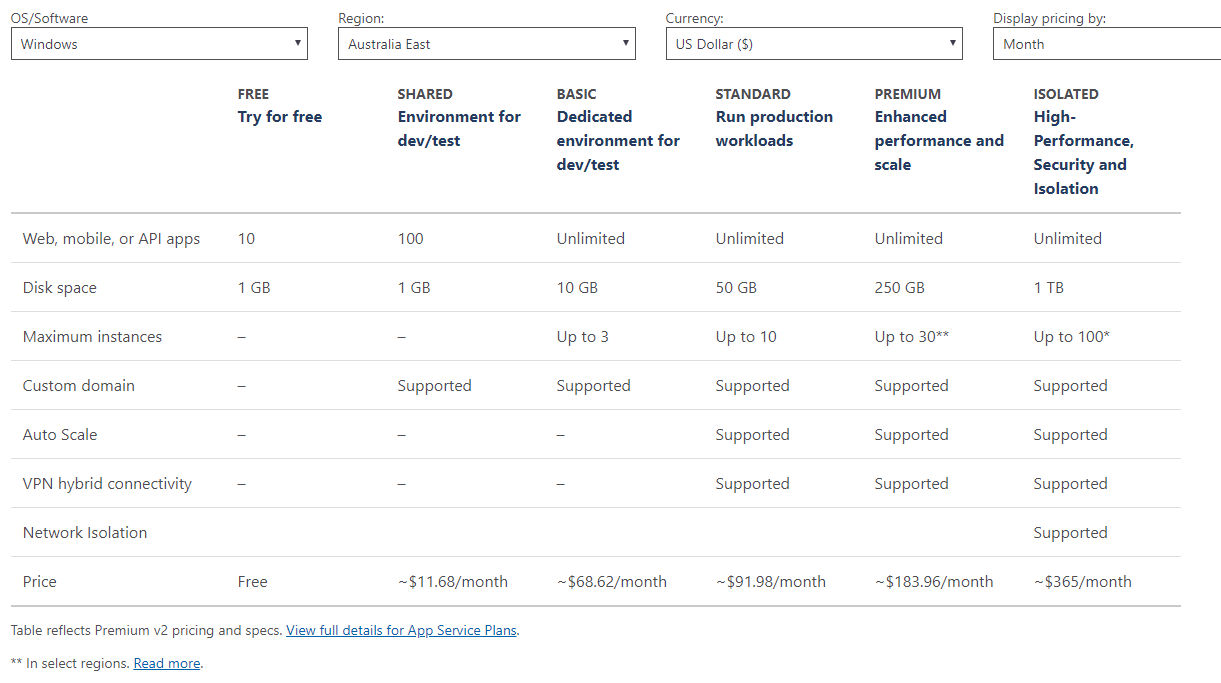 OS/Software Region: Currency: Display pricing by:
Windows Australia East US Dollar ($) Month
FREE SHARED BASIC STANDARD PREMIUM ISOLATED
Try for free Environment for Dedicated Run production Enhanced High-
dev/test environment for workloads performance and Performance,
dev/test scale Security and
Isolation
Web, mobile, or API apps 10 100 Unlimited Unlimited Unlimited Unlimited
Disk space 1 GB 1 GB 10 GB 50 GB 250 GB 1 TB
Maximum instances – – Up to 3 Up to 10 Up to 30** Up to 100*
Custom domain – Supported Supported Supported Supported Supported
Auto Scale – – – Supported Supported Supported
VPN hybrid connectivity – – – Supported Supported Supported
Network Isolation Supported
Price Free ~$11.68/month ~$68.62/month ~$91.98/month ~$183.96/month ~$365/month
Table reflects Premium v2 pricing and specs. View full details for App Service Plans.
** In select regions. Read more.